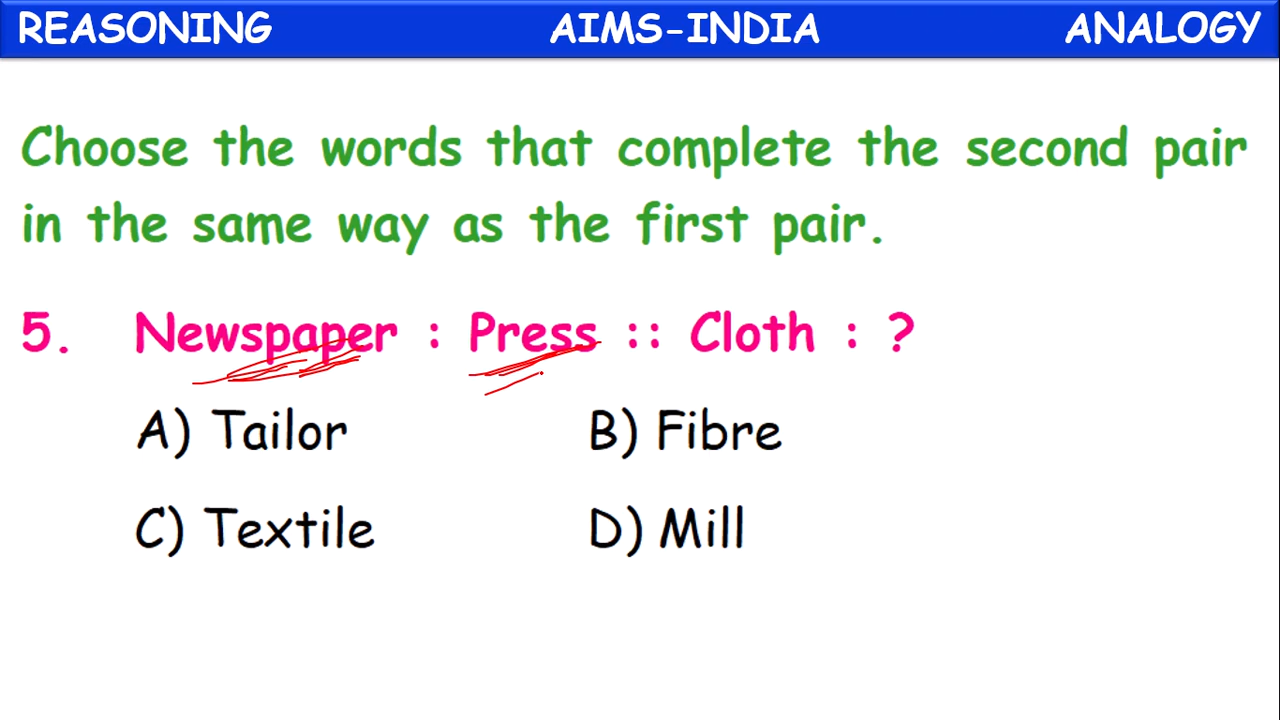 REASONING AIMS-INDIA ANALOGY
Choose the words that complete the second pair
in the same way as the first pair.
5. Newspaper : Press :: Cloth : ?
A) Tailor B) Fibre
C) Textile D) Mill